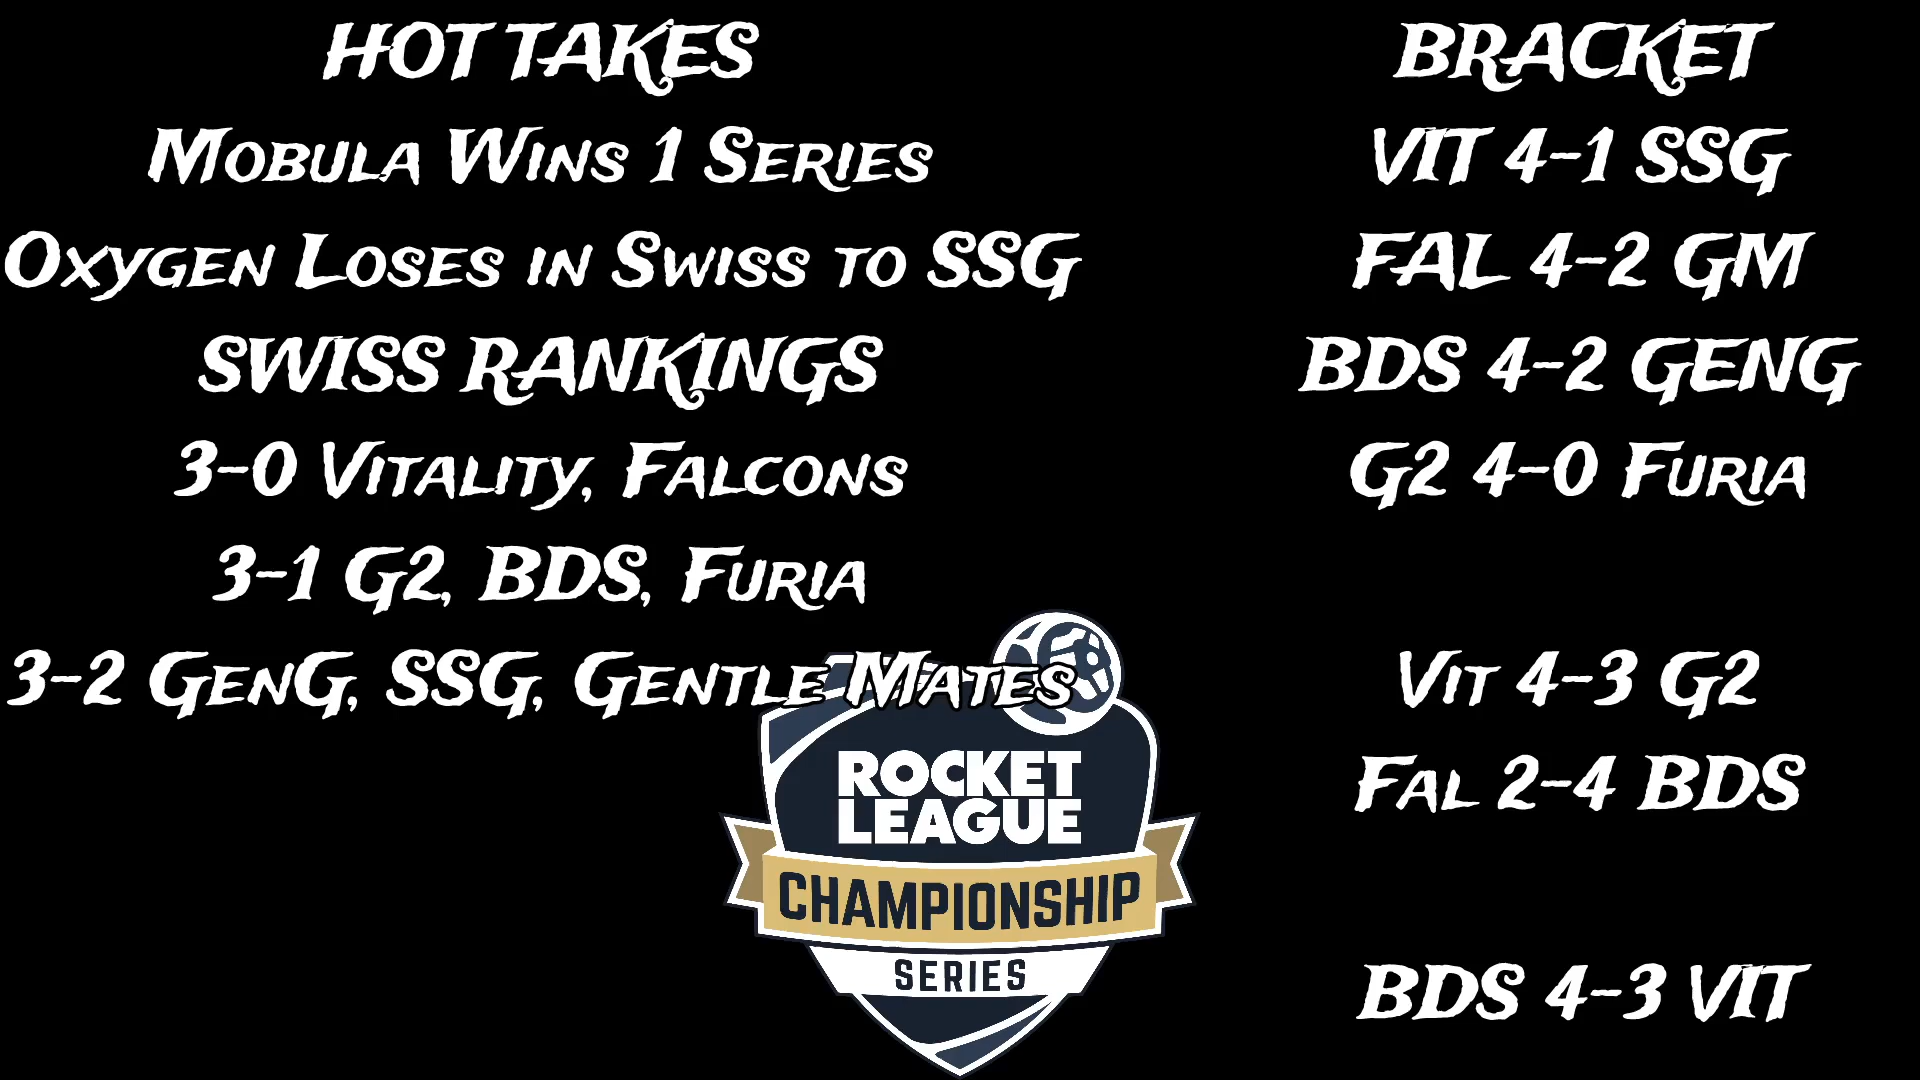 HOT TAKES
Mobula Wins 1 Series
Oxygen Loses in Swiss to SSG
SWISS RANKINGS
3-0 Vitality, Falcons
3-1 G2, BDS, Furia
3-2 GenG, SSG, Gentle Mates
BRACKET
VIT 4-1 SSG
FAL 4-2 GM
BDS 4-2 GENG
G2 4-0 Furia
Vit 4-3 G2
Fal 2-4 BDS
BDS 4-3 VIT
ROCKET
LEAGUE
CHAMPIONSHIP
SERIES